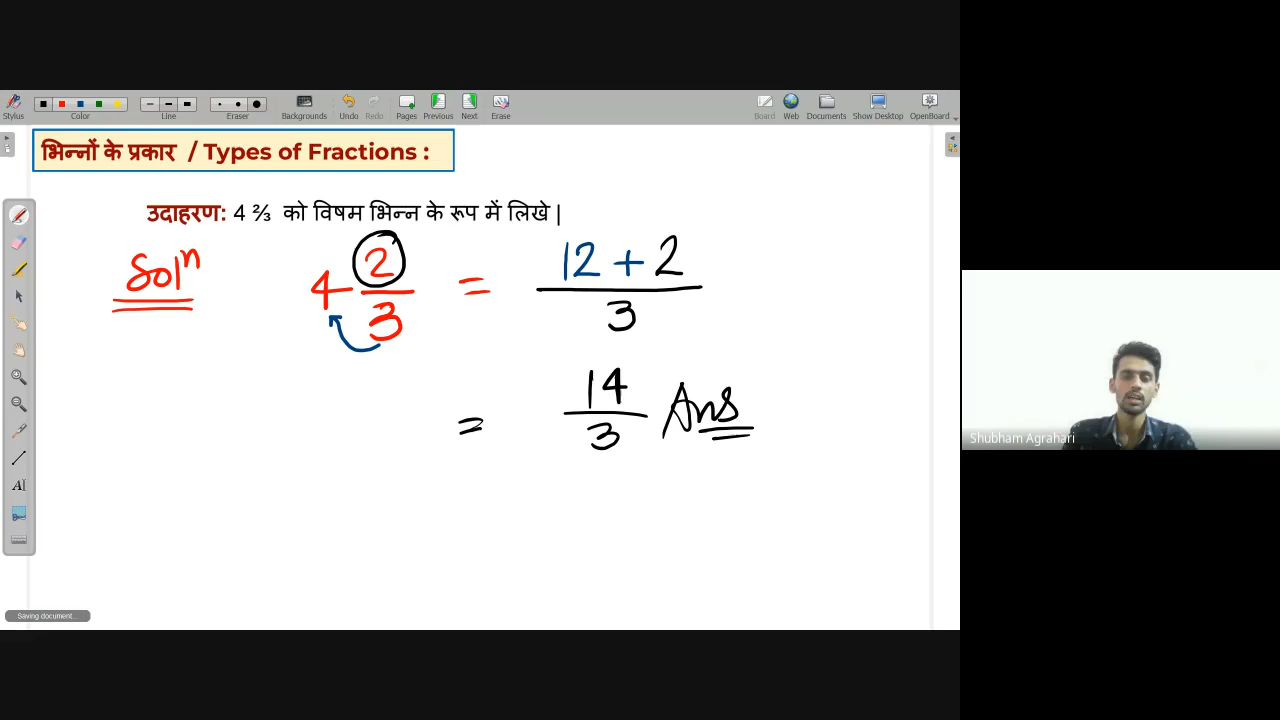 Stylus Color Line Eraser Backgrounds Undo Redo Pages Previous Next Erase Board Web Documents Show Desktop OpenBoard
भिन्नों के प्रकार / Types of Fractions :
उदाहरण: 4 ⅔ को विषम भिन्न के रूप में लिखे |
Solⁿ 4 2/3 = 12 + 2 / 3
= 14/3 Ans
Shubham Agrahari
Saving document...